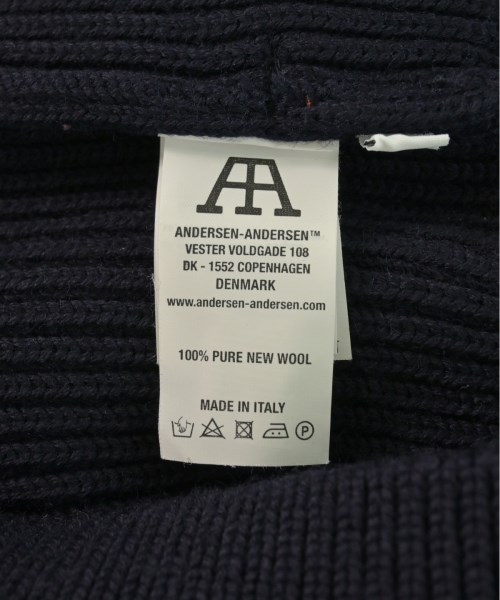 AA
ANDERSEN-ANDERSEN™
VESTER VOLDGADE 108
DK - 1552 COPENHAGEN
DENMARK
www.andersen-andersen.com
100% PURE NEW WOOL
MADE IN ITALY
P